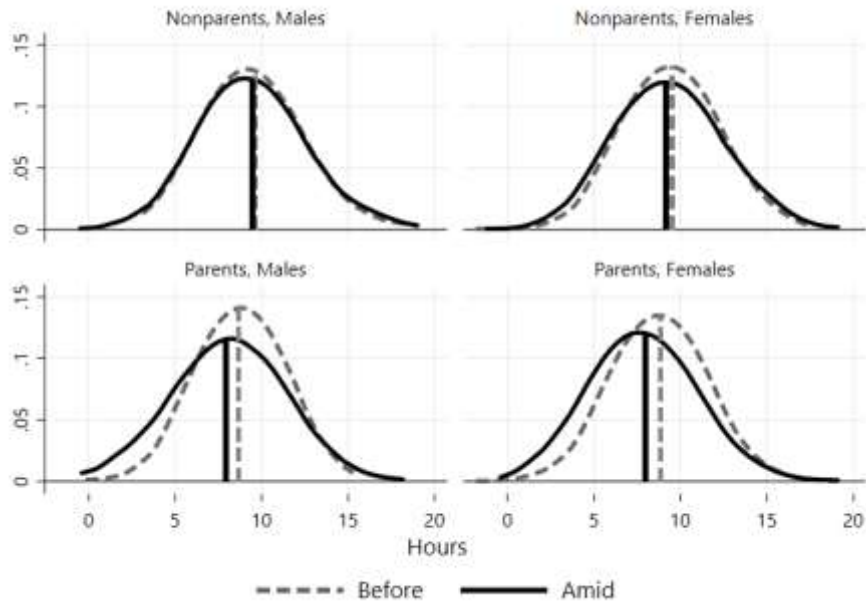 Nonparents, Males
Nonparents, Females
.15
.1
.05
0
Parents, Males
Parents, Females
.15
.1
.05
0
0 5 10 15 20
0 5 10 15 20
Hours
Before Amid